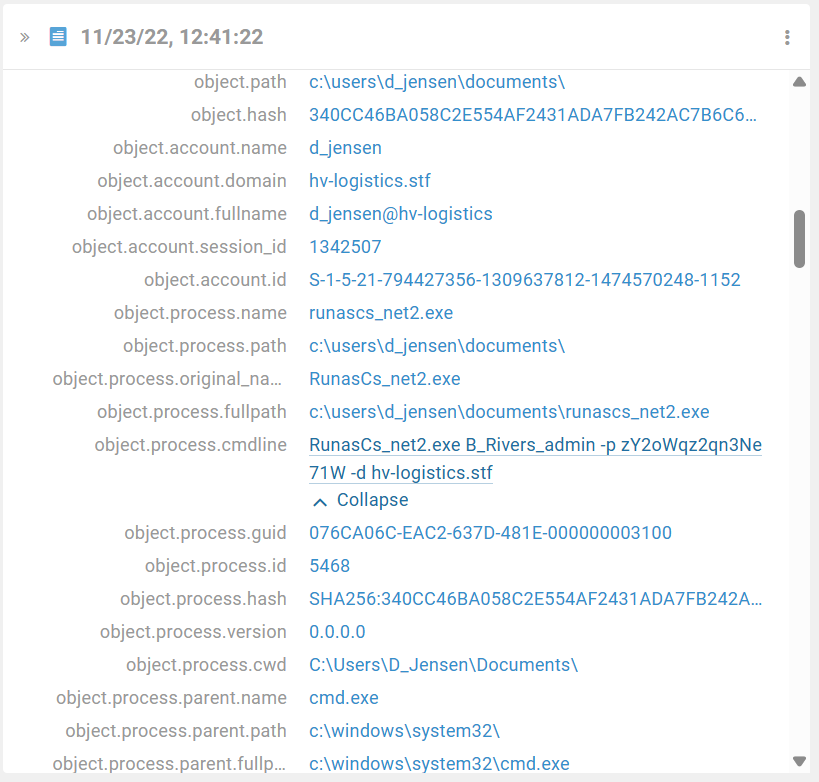 11/23/22, 12:41:22
object.path c:\users\d_jensen\documents\
object.hash 340CC46BA058C2E554AF2431ADA7FB242AC7B6C6...
object.account.name d_jensen
object.account.domain hv-logistics.stf
object.account.fullname d_jensen@hv-logistics
object.account.session_id 1342507
object.account.id S-1-5-21-794427356-1309637812-1474570248-1152
object.process.name runascs_net2.exe
object.process.path c:\users\d_jensen\documents\
object.process.original_na... RunasCs_net2.exe
object.process.fullpath c:\users\d_jensen\documents\runascs_net2.exe
object.process.cmdline RunasCs_net2.exe B_Rivers_admin -p zY2oWqz2qn3Ne
71W -d hv-logistics.stf
Collapse
object.process.guid 076CA06C-EAC2-637D-481E-000000003100
object.process.id 5468
object.process.hash SHA256:340CC46BA058C2E554AF2431ADA7FB242A...
object.process.version 0.0.0.0
object.process.cwd C:\Users\D_Jensen\Documents\
object.process.parent.name cmd.exe
object.process.parent.path c:\windows\system32\
object.process.parent.fullp... c:\windows\system32\cmd.exe